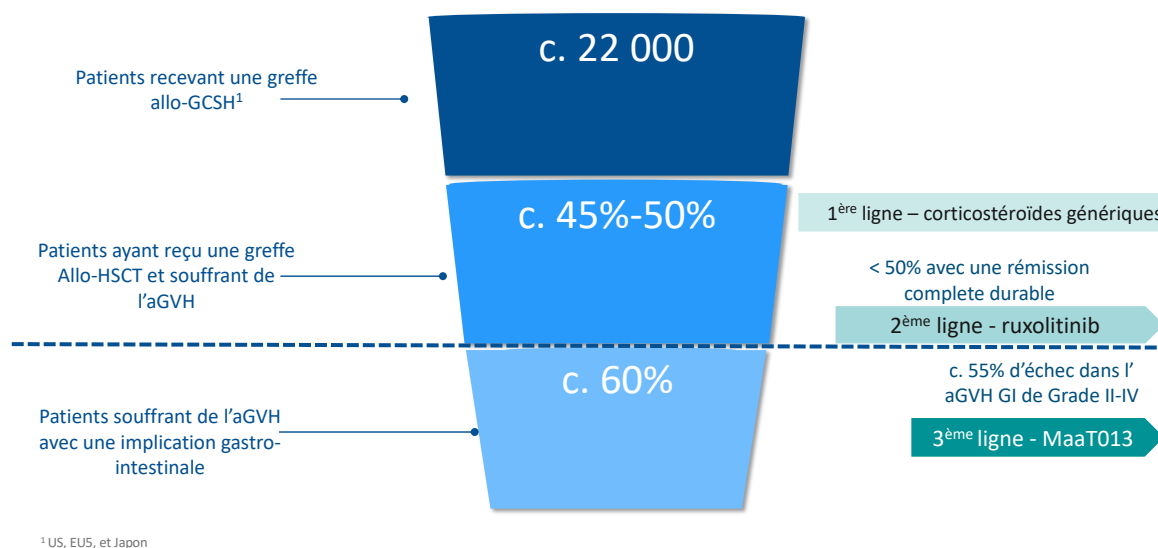 c. 22 000
Patients recevant une greffe
allo-GCSH¹
c. 45%-50%
1ère ligne – corticostéroïdes génériques
Patients ayant reçu une greffe
Allo-HSCT et souffrant de
l’aGVH
< 50% avec une rémission
complete durable
2ème ligne - ruxolitinib
c. 60%
c. 55% d’échec dans l’
aGVH GI de Grade II-IV
Patients souffrant de l’aGVH
avec une implication gastro-
intestinale
3ème ligne - MaaT013
¹ US, EU5, et Japon